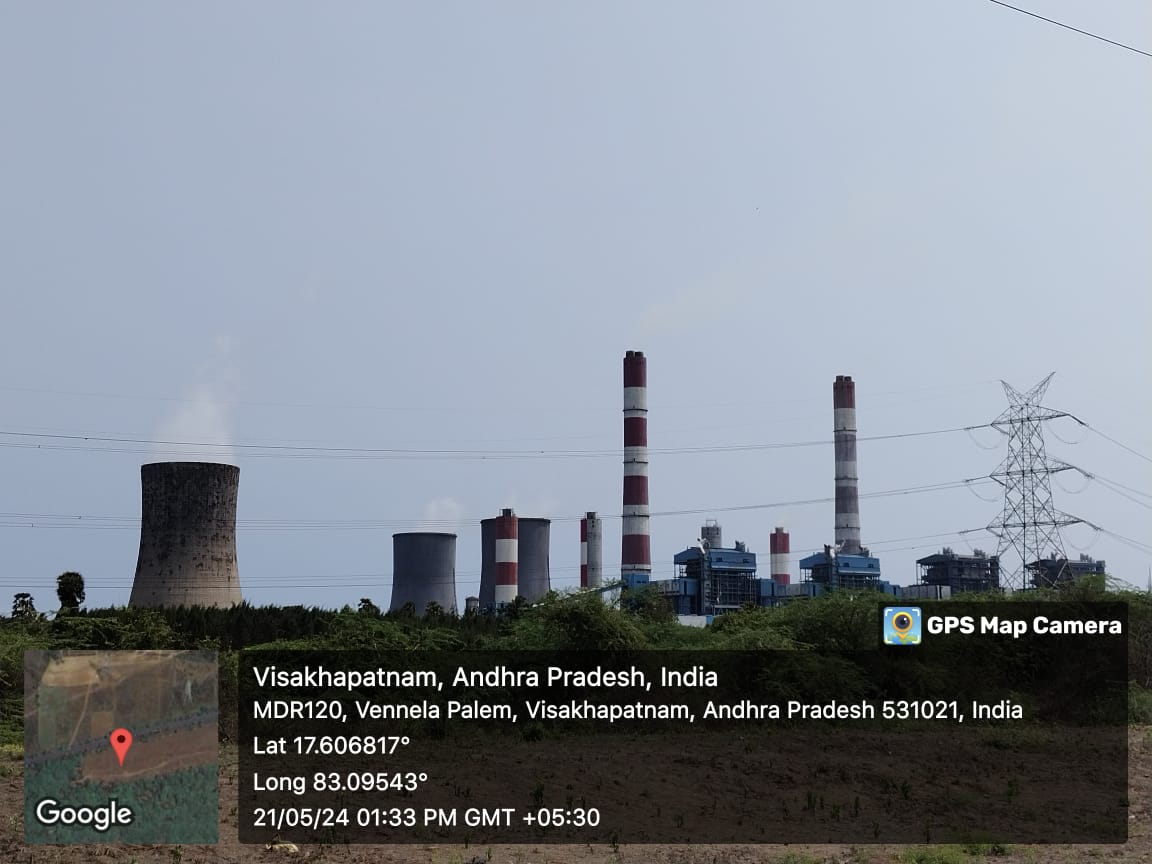 GPS Map Camera
Visakhapatnam, Andhra Pradesh, India
MDR120, Vennela Palem, Visakhapatnam, Andhra Pradesh 531021, India
Lat 17.606817°
Long 83.09543°
21/05/24 01:33 PM GMT +05:30
Google